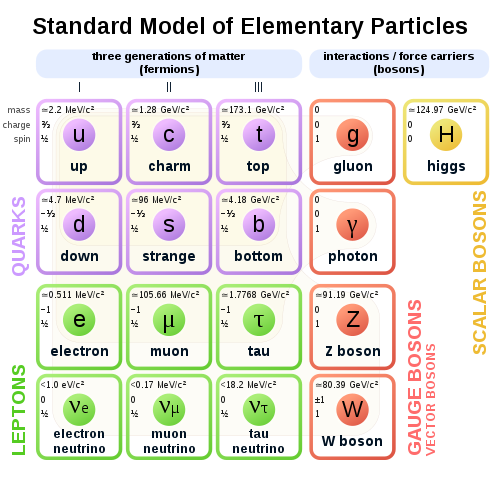 Standard Model of Elementary Particles
three generations of matter
(fermions)
interactions / force carriers
(bosons)
I
II
III
mass
charge
spin
≃2.2 MeV/c²
⅔
½
u
up
≃1.28 GeV/c²
⅔
½
c
charm
≃173.1 GeV/c²
⅔
½
t
top
0
0
1
g
gluon
≃124.97 GeV/c²
0
0
H
higgs
QUARKS
≃4.7 MeV/c²
−⅓
½
d
down
≃96 MeV/c²
−⅓
½
s
strange
≃4.18 GeV/c²
−⅓
½
b
bottom
0
0
1
γ
photon
SCALAR BOSONS
≃0.511 MeV/c²
−1
½
e
electron
≃105.66 MeV/c²
−1
½
μ
muon
≃1.7768 GeV/c²
−1
½
τ
tau
≃91.19 GeV/c²
0
1
Z
Z boson
LEPTONS
<1.0 eV/c²
0
½
νe
electron
neutrino
<0.17 MeV/c²
0
½
νμ
muon
neutrino
<18.2 MeV/c²
0
½
ντ
tau
neutrino
≃80.39 GeV/c²
±1
1
W
W boson
GAUGE BOSONS
VECTOR BOSONS